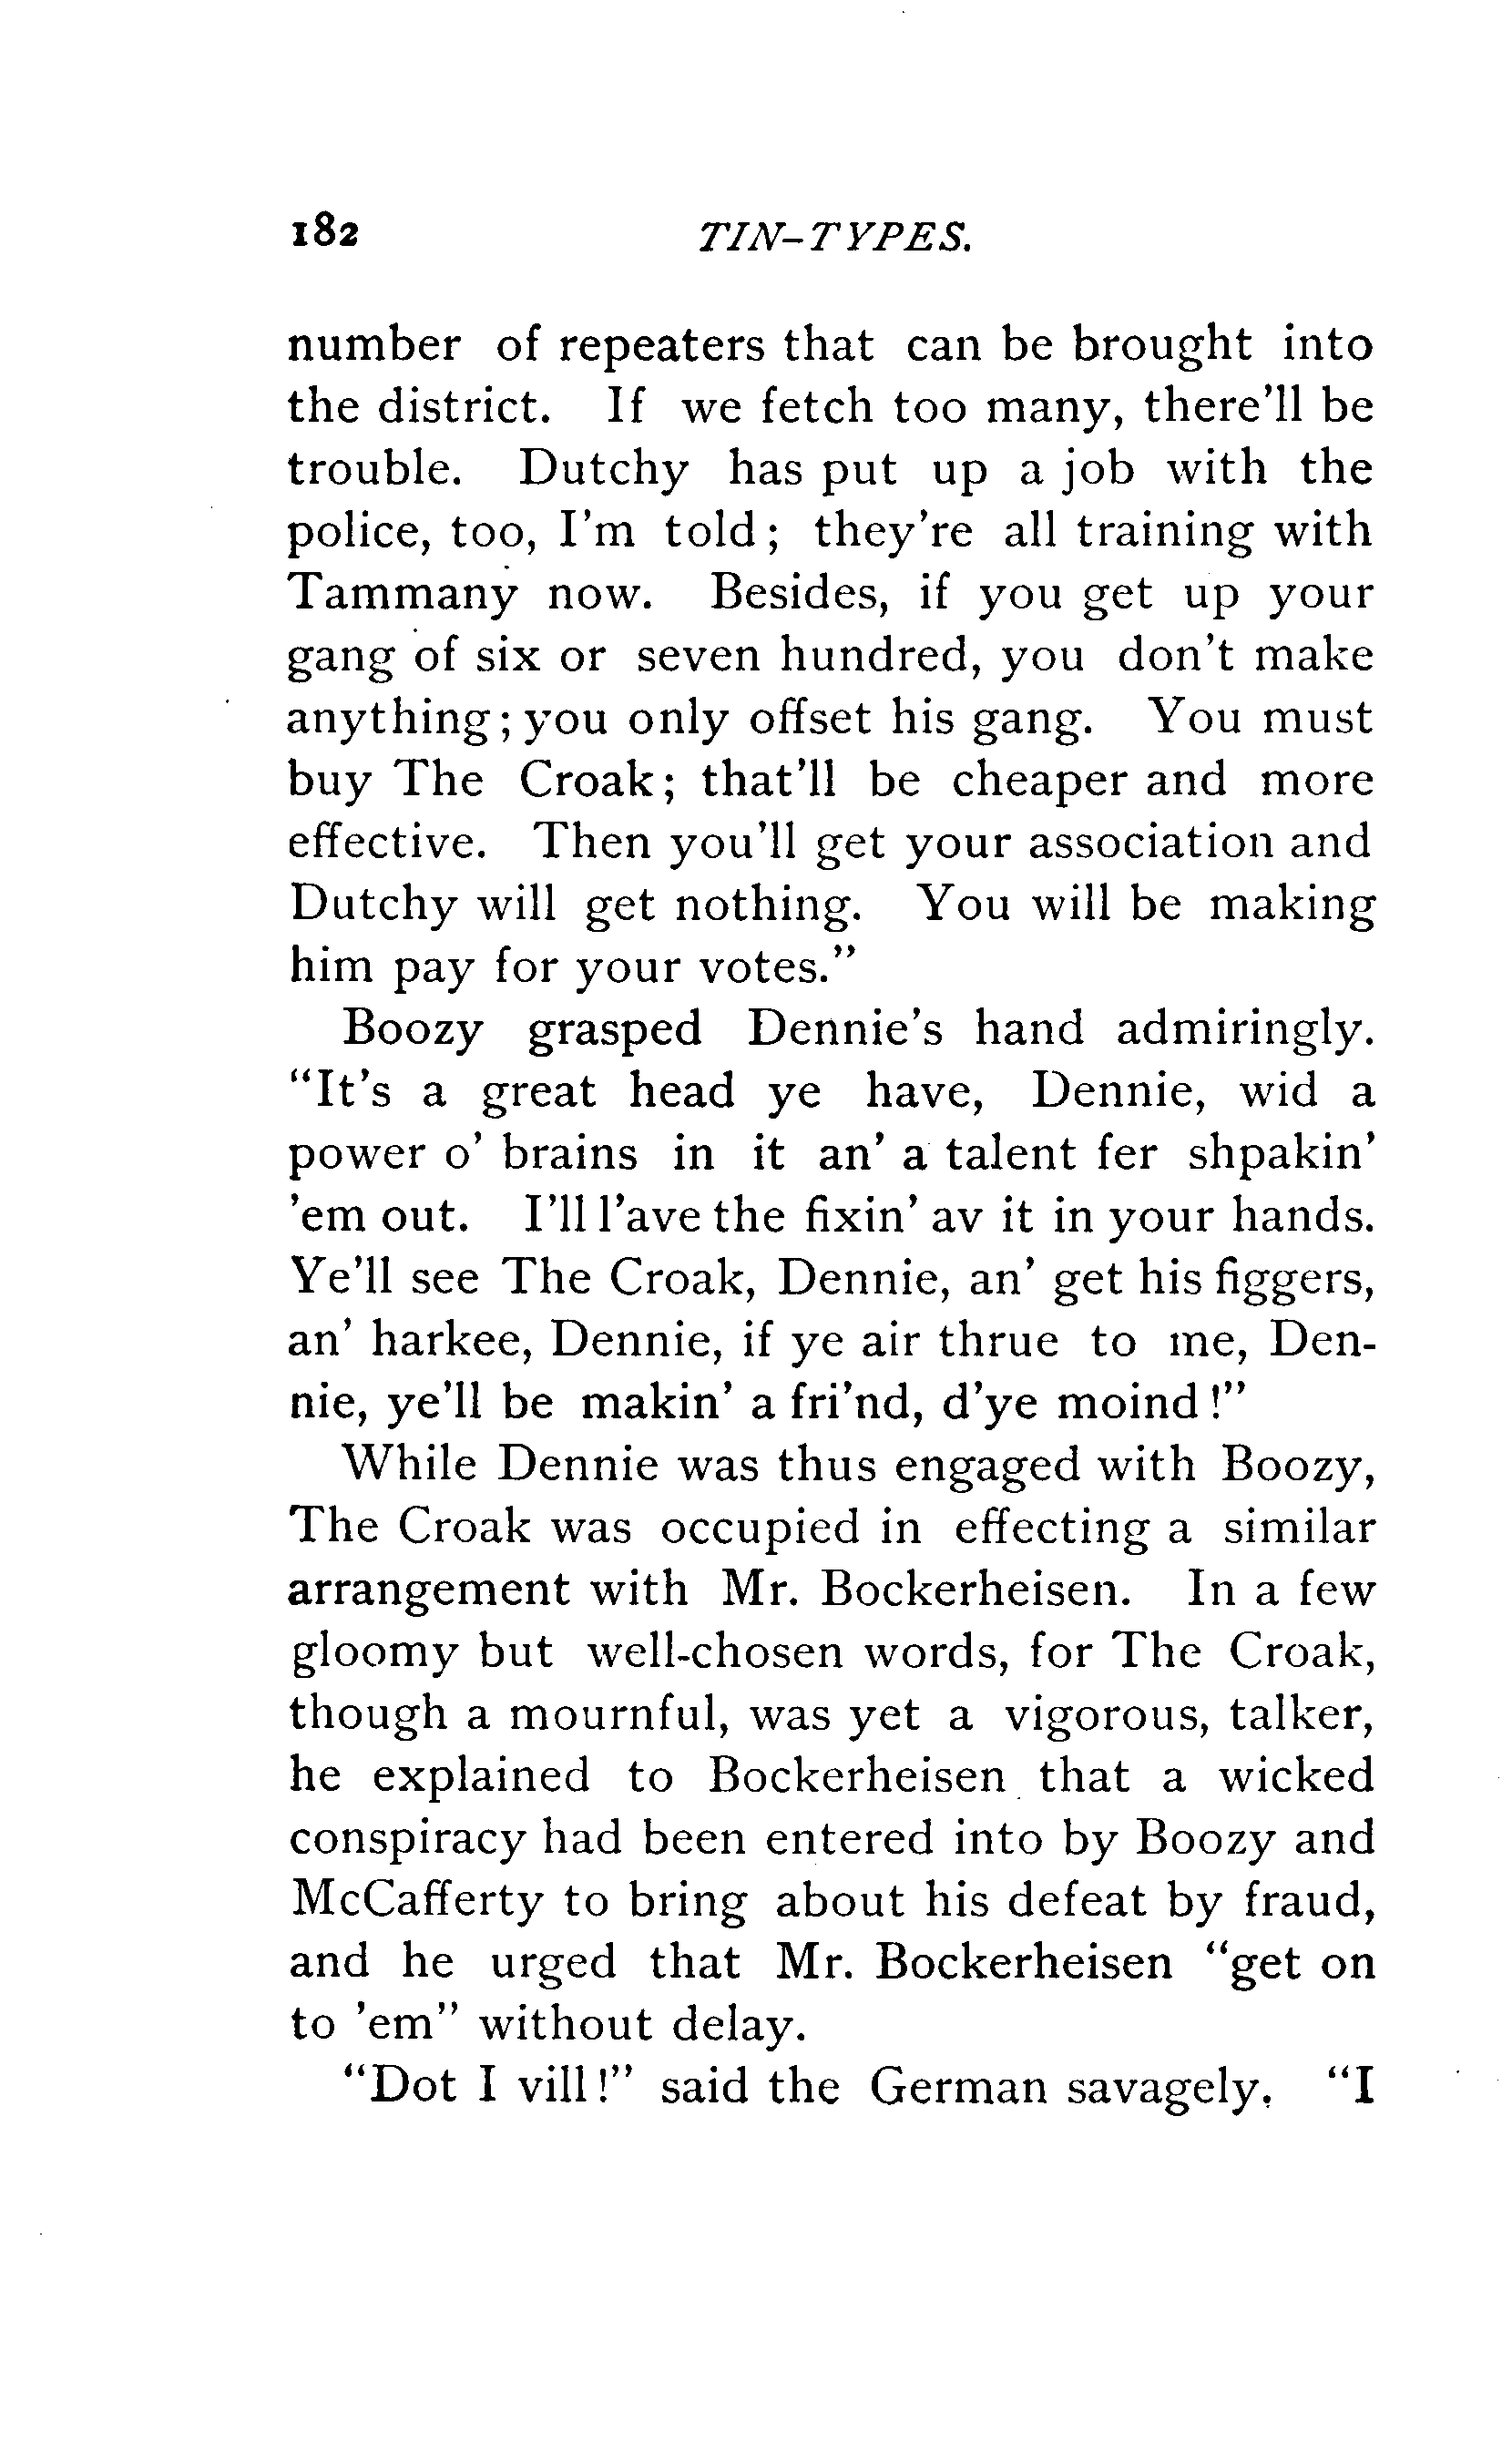 182 TIN-TYPES.
number of repeaters that can be brought into
the district. If we fetch too many, there'll be
trouble. Dutchy has put up a job with the
police, too, I'm told; they're all training with
Tammany now. Besides, if you get up your
gang of six or seven hundred, you don't make
anything; you only offset his gang. You must
buy The Croak; that'll be cheaper and more
effective. Then you'll get your association and
Dutchy will get nothing. You will be making
him pay for your votes."
Boozy grasped Dennie's hand admiringly.
"It's a great head ye have, Dennie, wid a
power o' brains in it an' a talent fer shpakin'
'em out. I'll l'ave the fixin' av it in your hands.
Ye'll see The Croak, Dennie, an' get his figgers,
an' harkee, Dennie, if ye air thrue to me, Den-
nie, ye'll be makin' a fri'nd, d'ye moind!"
While Dennie was thus engaged with Boozy,
The Croak was occupied in effecting a similar
arrangement with Mr. Bockerheisen. In a few
gloomy but well-chosen words, for The Croak,
though a mournful, was yet a vigorous, talker,
he explained to Bockerheisen that a wicked
conspiracy had been entered into by Boozy and
McCafferty to bring about his defeat by fraud,
and he urged that Mr. Bockerheisen "get on
to 'em" without delay.
"Dot I vill!" said the German savagely. "I